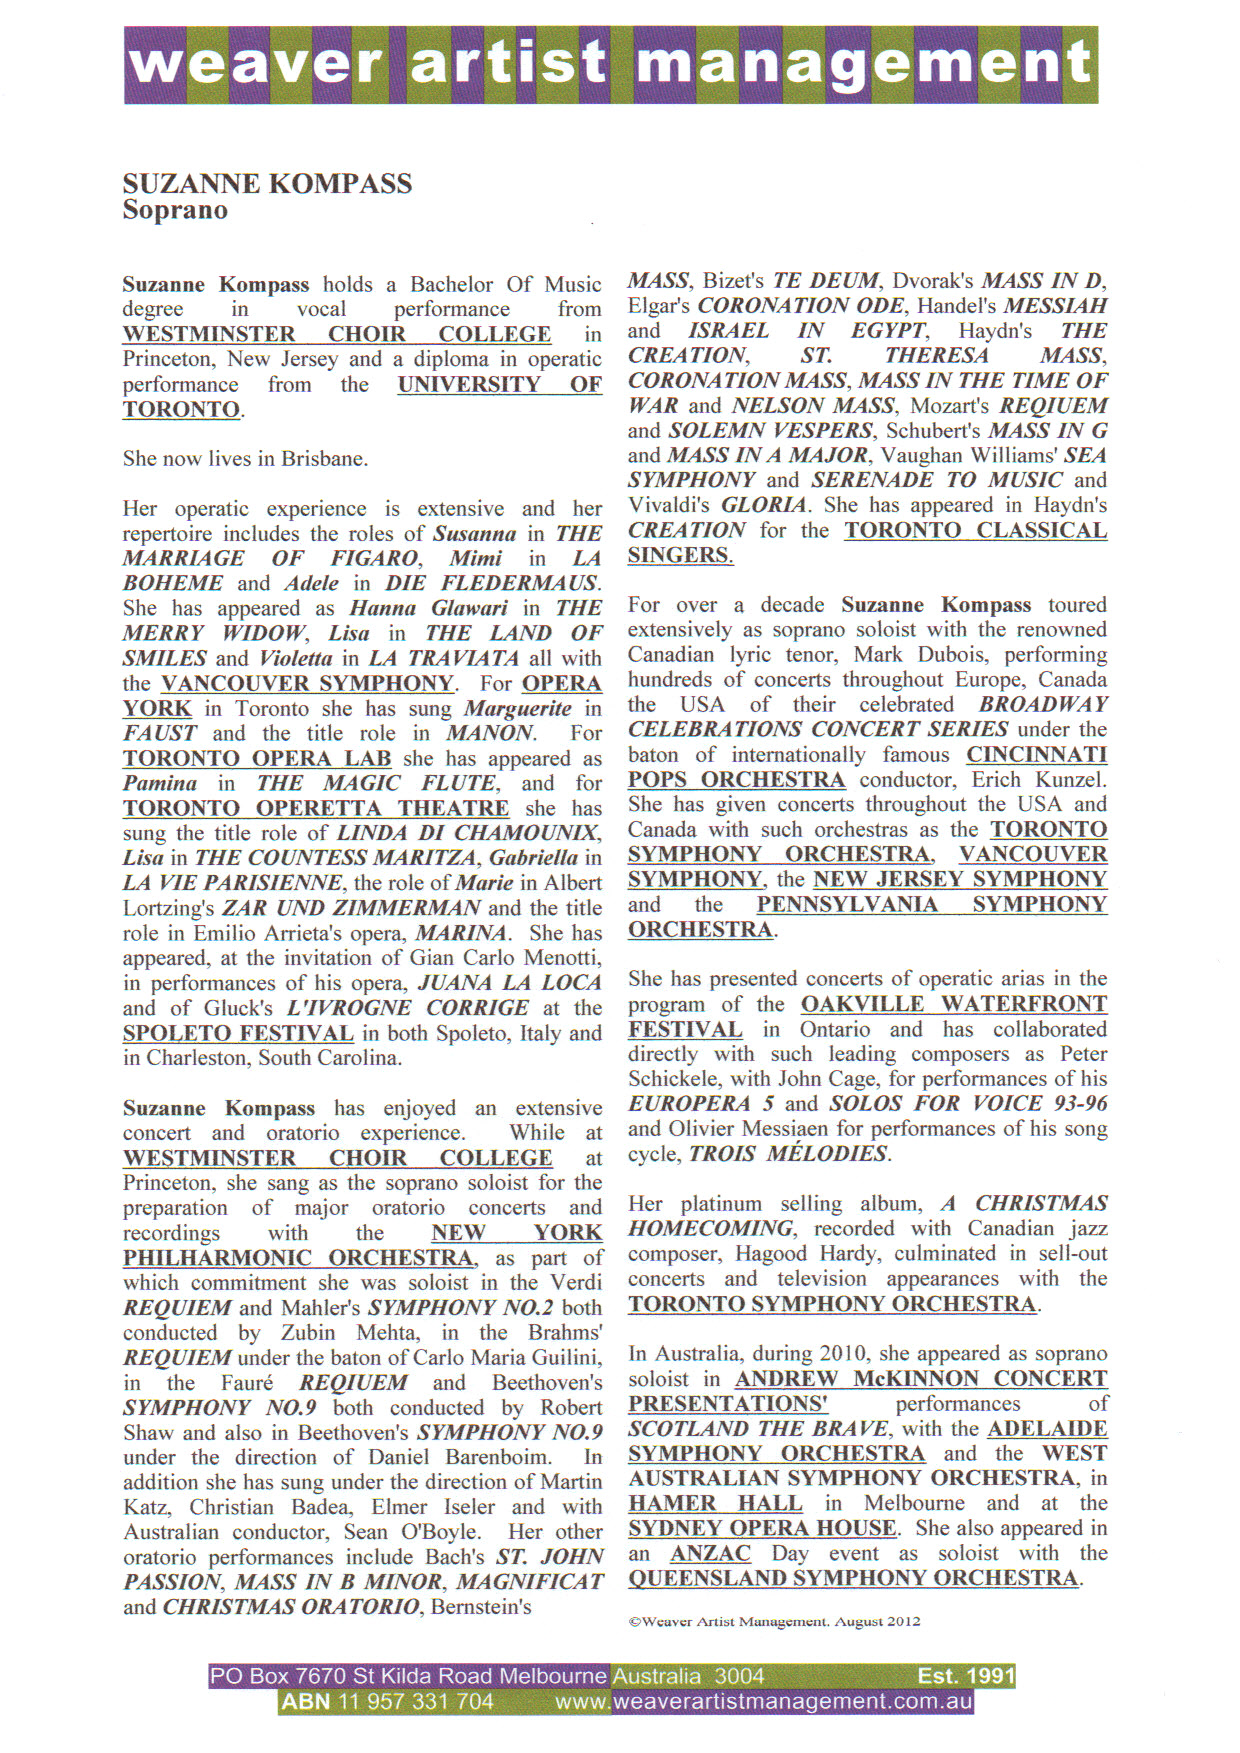 weaver artist management
SUZANNE KOMPASS
Soprano
Suzanne Kompass holds a Bachelor Of Music
degree in vocal performance from
WESTMINSTER CHOIR COLLEGE in
Princeton, New Jersey and a diploma in operatic
performance from the UNIVERSITY OF
TORONTO.
She now lives in Brisbane.
Her operatic experience is extensive and her
repertoire includes the roles of Susanna in THE
MARRIAGE OF FIGARO, Mimi in LA
BOHEME and Adele in DIE FLEDERMAUS.
She has appeared as Hanna Glawari in THE
MERRY WIDOW, Lisa in THE LAND OF
SMILES and Violetta in LA TRAVIATA all with
the VANCOUVER SYMPHONY. For OPERA
YORK in Toronto she has sung Marguerite in
FAUST and the title role in MANON. For
TORONTO OPERA LAB she has appeared as
Pamina in THE MAGIC FLUTE, and for
TORONTO OPERETTA THEATRE she has
sung the title role of LINDA DI CHAMOUNIX,
Lisa in THE COUNTESS MARITZA, Gabriella in
LA VIE PARISIENNE, the role of Marie in Albert
Lortzing's ZAR UND ZIMMERMAN and the title
role in Emilio Arrieta's opera, MARINA. She has
appeared, at the invitation of Gian Carlo Menotti,
in performances of his opera, JUANA LA LOCA
and of Gluck's L'IVROGNE CORRIGE at the
SPOLETO FESTIVAL in both Spoleto, Italy and
in Charleston, South Carolina.
Suzanne Kompass has enjoyed an extensive
concert and oratorio experience. While at
WESTMINSTER CHOIR COLLEGE at
Princeton, she sang as the soprano soloist for the
preparation of major oratorio concerts and
recordings with the NEW YORK
PHILHARMONIC ORCHESTRA, as part of
which commitment she was soloist in the Verdi
REQUIEM and Mahler's SYMPHONY NO.2 both
conducted by Zubin Mehta, in the Brahms'
REQUIEM under the baton of Carlo Maria Guilini,
in the Fauré REQIUEM and Beethoven's
SYMPHONY NO.9 both conducted by Robert
Shaw and also in Beethoven's SYMPHONY NO.9
under the direction of Daniel Barenboim. In
addition she has sung under the direction of Martin
Katz, Christian Badea, Elmer Iseler and with
Australian conductor, Sean O'Boyle. Her other
oratorio performances include Bach's ST. JOHN
PASSION, MASS IN B MINOR, MAGNIFICAT
and CHRISTMAS ORATORIO, Bernstein's
MASS, Bizet's TE DEUM, Dvorak's MASS IN D,
Elgar's CORONATION ODE, Handel's MESSIAH
and ISRAEL IN EGYPT, Haydn's THE
CREATION, ST. THERESA MASS,
CORONATION MASS, MASS IN THE TIME OF
WAR and NELSON MASS, Mozart's REQIUEM
and SOLEMN VESPERS, Schubert's MASS IN G
and MASS IN A MAJOR, Vaughan Williams' SEA
SYMPHONY and SERENADE TO MUSIC and
Vivaldi's GLORIA. She has appeared in Haydn's
CREATION for the TORONTO CLASSICAL
SINGERS.
For over a decade Suzanne Kompass toured
extensively as soprano soloist with the renowned
Canadian lyric tenor, Mark Dubois, performing
hundreds of concerts throughout Europe, Canada
the USA of their celebrated BROADWAY
CELEBRATIONS CONCERT SERIES under the
baton of internationally famous CINCINNATI
POPS ORCHESTRA conductor, Erich Kunzel.
She has given concerts throughout the USA and
Canada with such orchestras as the TORONTO
SYMPHONY ORCHESTRA, VANCOUVER
SYMPHONY, the NEW JERSEY SYMPHONY
and the PENNSYLVANIA SYMPHONY
ORCHESTRA.
She has presented concerts of operatic arias in the
program of the OAKVILLE WATERFRONT
FESTIVAL in Ontario and has collaborated
directly with such leading composers as Peter
Schickele, with John Cage, for performances of his
EUROPERA 5 and SOLOS FOR VOICE 93-96
and Olivier Messiaen for performances of his song
cycle, TROIS MÉLODIES.
Her platinum selling album, A CHRISTMAS
HOMECOMING, recorded with Canadian jazz
composer, Hagood Hardy, culminated in sell-out
concerts and television appearances with the
TORONTO SYMPHONY ORCHESTRA.
In Australia, during 2010, she appeared as soprano
soloist in ANDREW McKINNON CONCERT
PRESENTATIONS' performances of
SCOTLAND THE BRAVE, with the ADELAIDE
SYMPHONY ORCHESTRA and the WEST
AUSTRALIAN SYMPHONY ORCHESTRA, in
HAMER HALL in Melbourne and at the
SYDNEY OPERA HOUSE. She also appeared in
an ANZAC Day event as soloist with the
QUEENSLAND SYMPHONY ORCHESTRA.
©Weaver Artist Management, August 2012
PO Box 7670 St Kilda Road Melbourne Australia 3004 Est. 1991
ABN 11 957 331 704 www.weaverartistmanagement.com.au